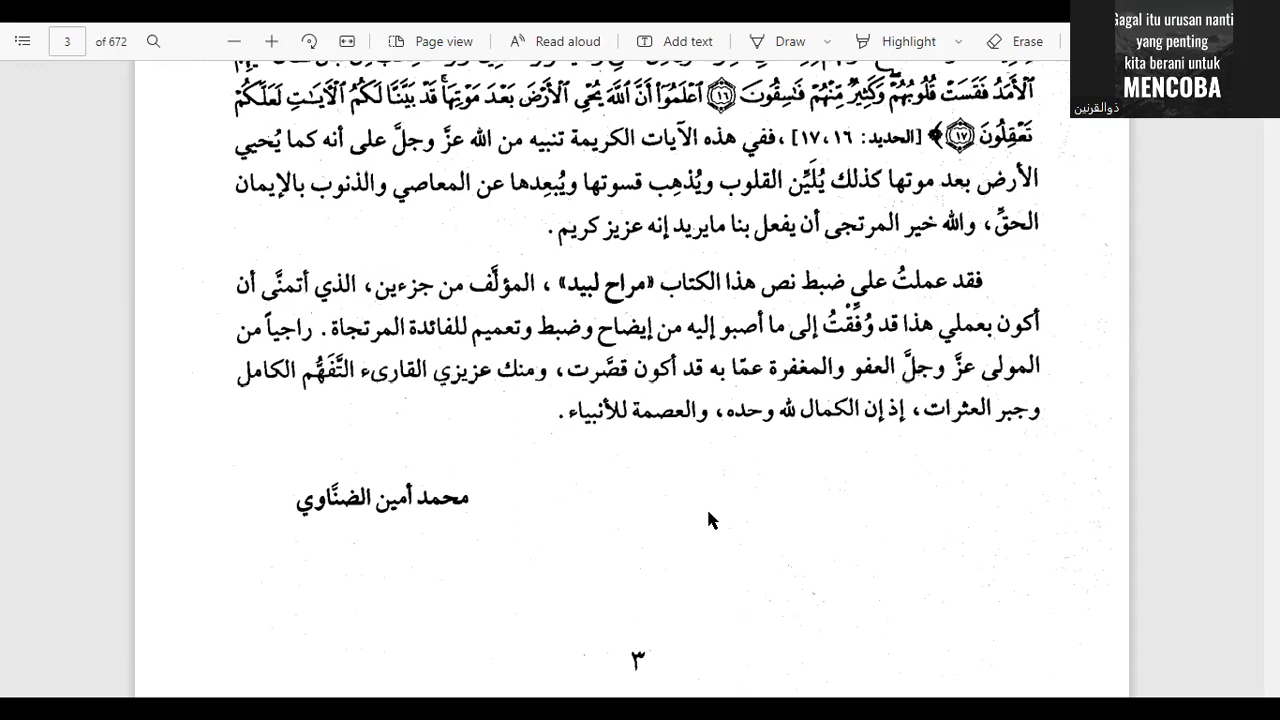 3 of 672 Page view Read aloud Add text Draw Highlight Erase
Gagal itu urusan nanti
yang penting
kita berani untuk
MENCOBA
ذوالقرنين
ٱلْأَمَدُ فَقَسَتْ قُلُوبُهُمْ وَكَثِيرٌ مِّنْهُمْ فَاسِقُونَ ١٦ ٱعْلَمُوٓا۟ أَنَّ ٱللَّهَ يُحْىِ ٱلْأَرْضَ بَعْدَ مَوْتِهَا ۚ قَدْ بَيَّنَّا لَكُمُ ٱلْـَٔايَـٰتِ لَعَلَّكُمْ
تَعْقِلُونَ ١٧﴾ [الحديد: ١٦، ١٧]، ففي هذه الآيات الكريمة تنبيه من الله عزَّ وجلَّ على أنه كما يُحيي
الأرض بعد موتها كذلك يُلَيِّن القلوب ويُذهِب قسوتها ويُبعِدها عن المعاصي والذنوب بالإيمان
الحقِّ، والله خير المرتجى أن يفعل بنا مايريد إنه عزيز كريم.
فقد عملتُ على ضبط نص هذا الكتاب «مراح لبيد»، المؤلَّف من جزءين، الذي أتمنَّى أن
أكون بعملي هذا قد وُفِّقْتُ إلى ما أصبو إليه من إيضاح وضبط وتعميم للفائدة المرتجاة. راجياً من
المولى عزَّ وجلَّ العفو والمغفرة عمّا به قد أكون قصَّرت، ومنك عزيزي القارىء التَّفَهُّم الكامل
وجبر العثرات، إذ إن الكمال لله وحده، والعصمة للأنبياء.
محمد أمين الضنَّاوي
٣